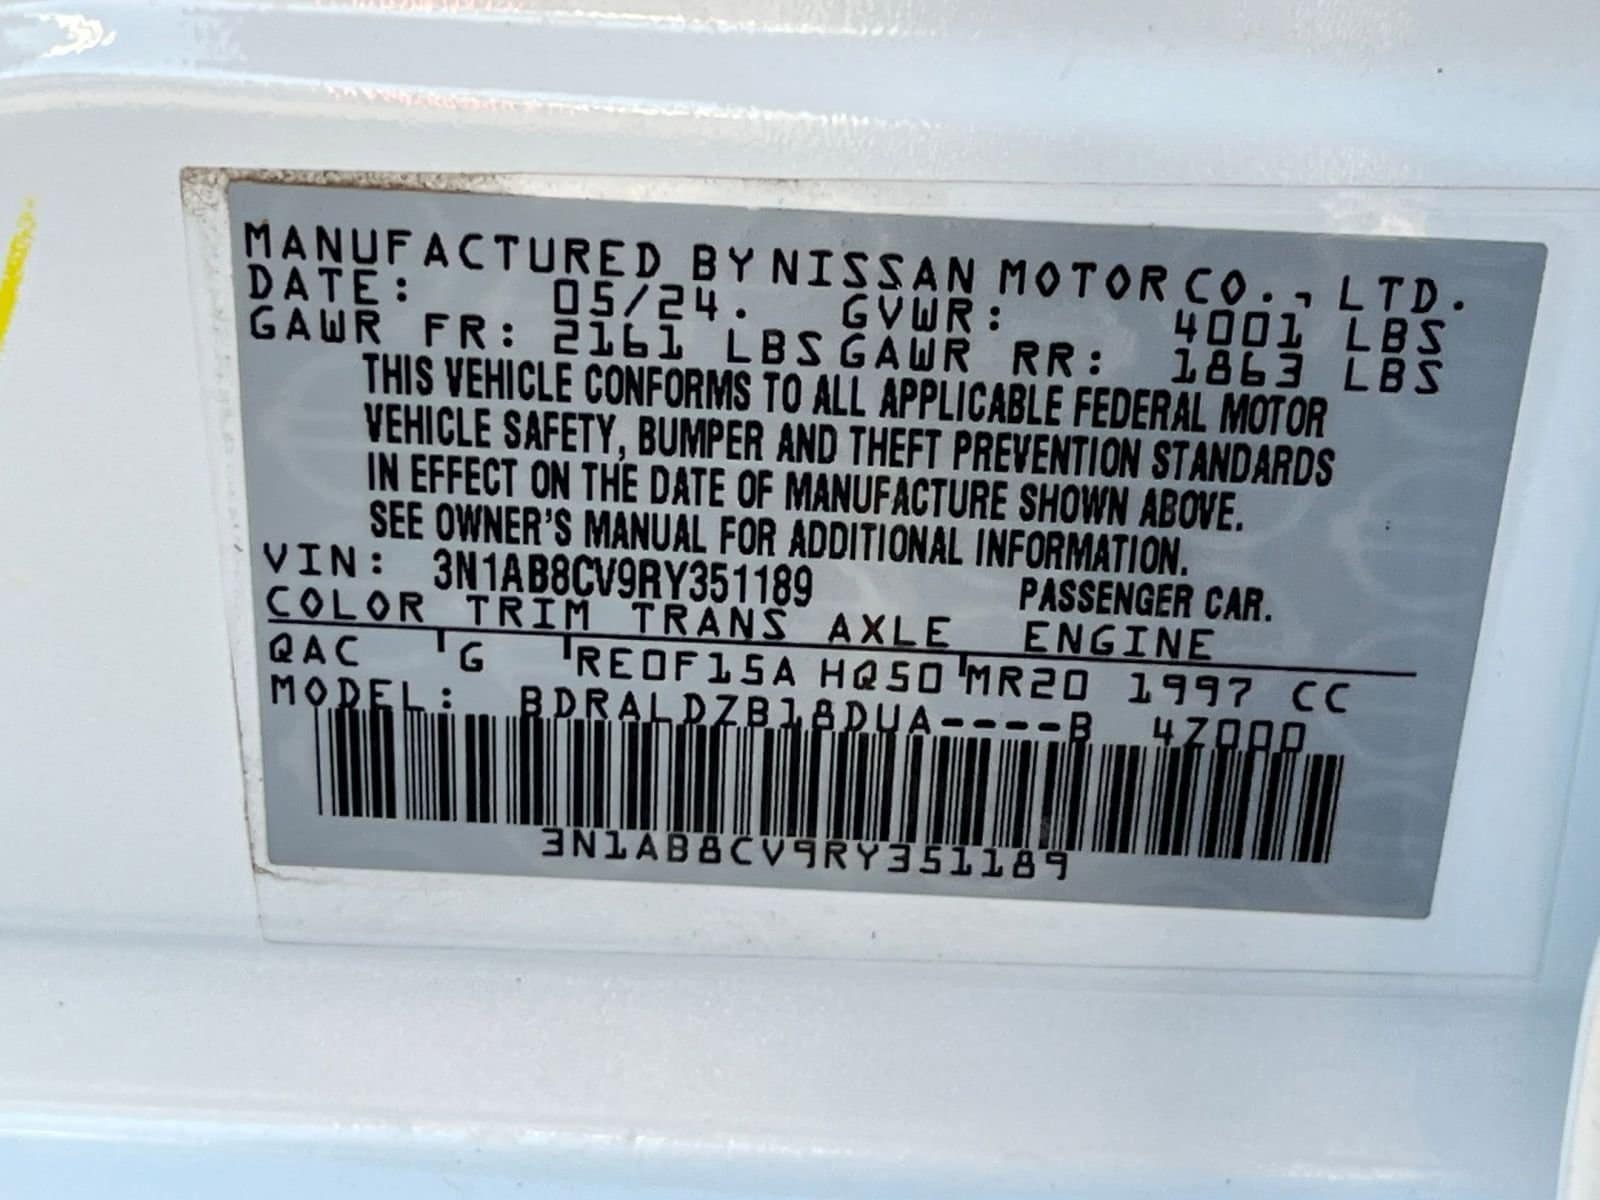 MANUFACTURED BY NISSAN MOTOR CO., LTD.
DATE: 05/24. GVWR: 4001 LBS
GAWR FR: 2161 LBS GAWR RR: 1863 LBS
THIS VEHICLE CONFORMS TO ALL APPLICABLE FEDERAL MOTOR
VEHICLE SAFETY, BUMPER AND THEFT PREVENTION STANDARDS
IN EFFECT ON THE DATE OF MANUFACTURE SHOWN ABOVE.
SEE OWNER'S MANUAL FOR ADDITIONAL INFORMATION.
VIN: 3N1AB8CV9RY351189 PASSENGER CAR.
COLOR TRIM TRANS AXLE ENGINE
QAC G RE0F15A HQ50 MR20 1997 CC
MODEL: BDRALDZB18DUA----B 4Z000
3N1AB8CV9RY351189